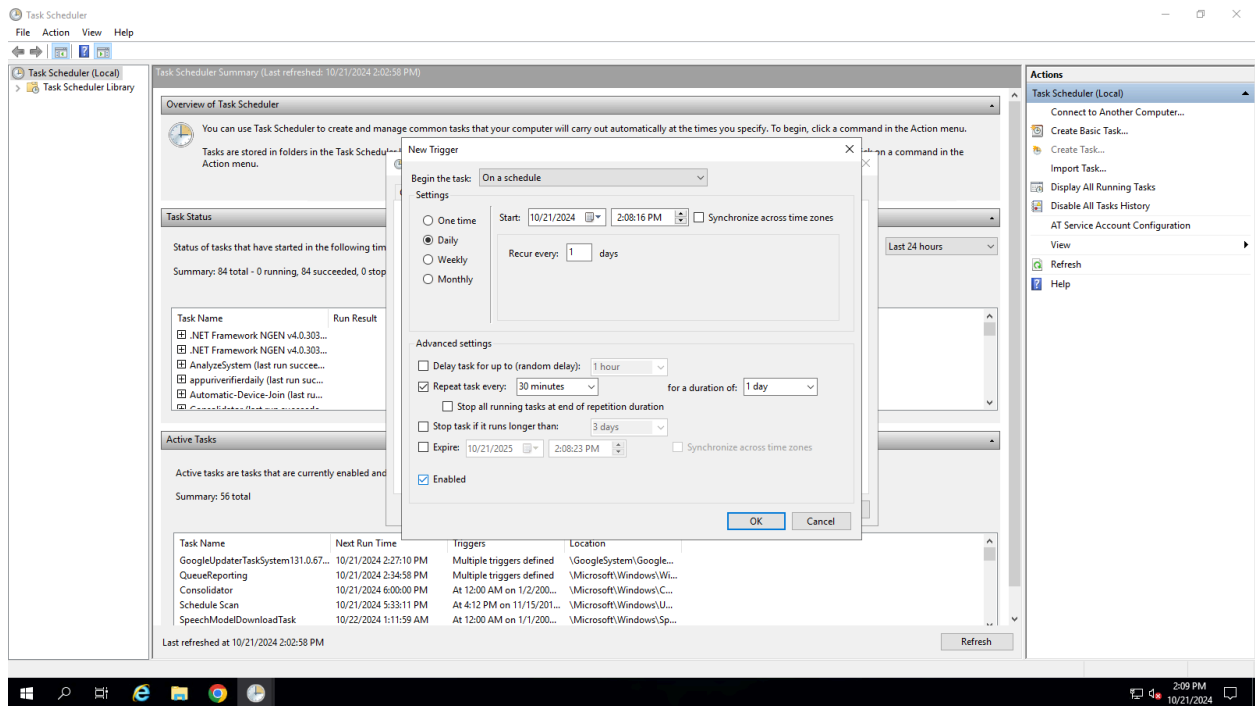 Task Scheduler
File Action View Help
Task Scheduler (Local)
Task Scheduler Library
Task Scheduler Summary (Last refreshed: 10/21/2024 2:02:58 PM)
Overview of Task Scheduler
You can use Task Scheduler to create and manage common tasks that your computer will carry out automatically at the times you specify. To begin, click a command in the Action menu.
Tasks are stored in folders in the Task Schedule
on a command in the
Action menu.
Task Status
Status of tasks that have started in the following tim
Last 24 hours
Summary: 84 total - 0 running, 84 succeeded, 0 stop
Task Name Run Result
.NET Framework NGEN v4.0.303...
.NET Framework NGEN v4.0.303...
AnalyzeSystem (last run succee...
appuriverifierdaily (last run suc...
Automatic-Device-Join (last ru...
Active Tasks
Active tasks are tasks that are currently enabled and
Summary: 56 total
Task Name Next Run Time Triggers Location
GoogleUpdaterTaskSystem131.0.67... 10/21/2024 2:27:10 PM Multiple triggers defined \GoogleSystem\Google...
QueueReporting 10/21/2024 2:34:58 PM Multiple triggers defined \Microsoft\Windows\Wi...
Consolidator 10/21/2024 6:00:00 PM At 12:00 AM on 1/2/200... \Microsoft\Windows\C...
Schedule Scan 10/21/2024 5:33:11 PM At 4:12 PM on 11/15/201... \Microsoft\Windows\U...
SpeechModelDownloadTask 10/22/2024 1:11:59 AM At 12:00 AM on 1/1/200... \Microsoft\Windows\Sp...
Last refreshed at 10/21/2024 2:02:58 PM
Refresh
New Trigger
Begin the task: On a schedule
Settings
One time
Daily
Weekly
Monthly
Start: 10/21/2024 2:08:16 PM Synchronize across time zones
Recur every: 1 days
Advanced settings
Delay task for up to (random delay): 1 hour
Repeat task every: 30 minutes for a duration of: 1 day
Stop all running tasks at end of repetition duration
Stop task if it runs longer than: 3 days
Expire: 10/21/2025 2:08:23 PM Synchronize across time zones
Enabled
OK Cancel
Actions
Task Scheduler (Local)
Connect to Another Computer...
Create Basic Task...
Create Task...
Import Task...
Display All Running Tasks
Disable All Tasks History
AT Service Account Configuration
View
Refresh
Help
2:09 PM
10/21/2024